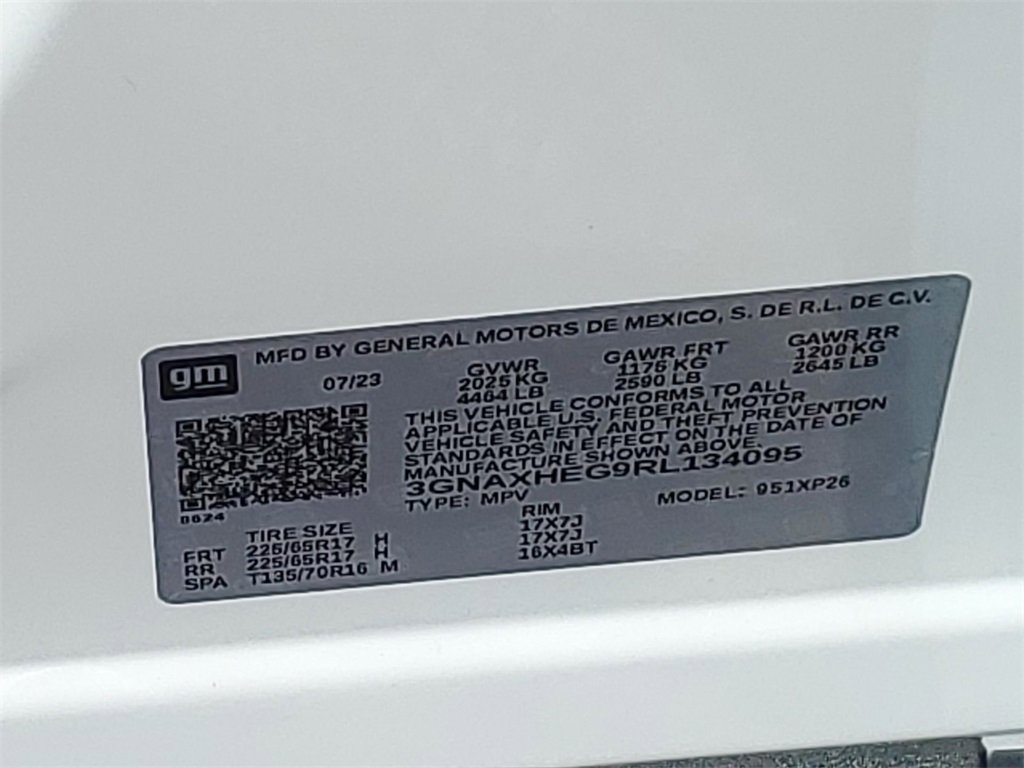 gm
MFD BY GENERAL MOTORS DE MEXICO, S. DE R.L. DE C.V.
07/23
GVWR GAWR FRT GAWR RR
2025 KG 1175 KG 1200 KG
4464 LB 2590 LB 2645 LB
THIS VEHICLE CONFORMS TO ALL
APPLICABLE U.S. FEDERAL MOTOR
VEHICLE SAFETY AND THEFT PREVENTION
STANDARDS IN EFFECT ON THE DATE OF
MANUFACTURE SHOWN ABOVE.
3GNAXHEG9RL134095
TYPE: MPV MODEL: 951XP26
0624
TIRE SIZE RIM
FRT 225/65R17 H 17X7J
RR 225/65R17 H 17X7J
SPA T135/70R16 M 16X4BT